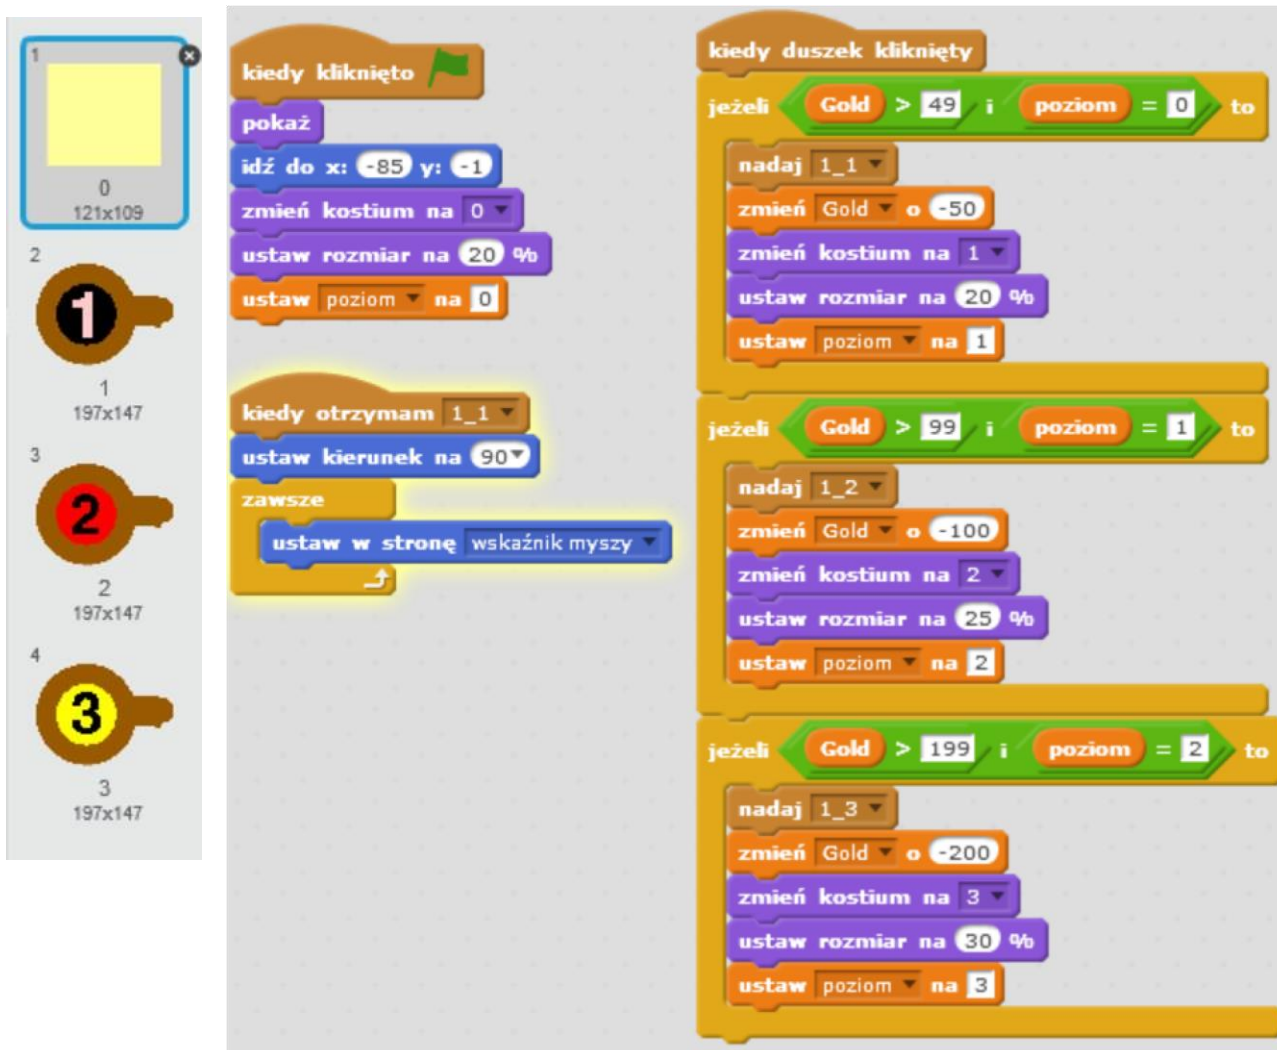 1
0
121x109
2
1
1
197x147
3
2
2
197x147
4
3
3
197x147
kiedy kliknięto
pokaż
idź do x: -85 y: -1
zmień kostium na 0
ustaw rozmiar na 20 %
ustaw poziom na 0
kiedy otrzymam 1_1
ustaw kierunek na 90
zawsze
ustaw w stronę wskaźnik myszy
kiedy duszek kliknięty
jeżeli Gold > 49 i poziom = 0 to
nadaj 1_1
zmień Gold o -50
zmień kostium na 1
ustaw rozmiar na 20 %
ustaw poziom na 1
jeżeli Gold > 99 i poziom = 1 to
nadaj 1_2
zmień Gold o -100
zmień kostium na 2
ustaw rozmiar na 25 %
ustaw poziom na 2
jeżeli Gold > 199 i poziom = 2 to
nadaj 1_3
zmień Gold o -200
zmień kostium na 3
ustaw rozmiar na 30 %
ustaw poziom na 3